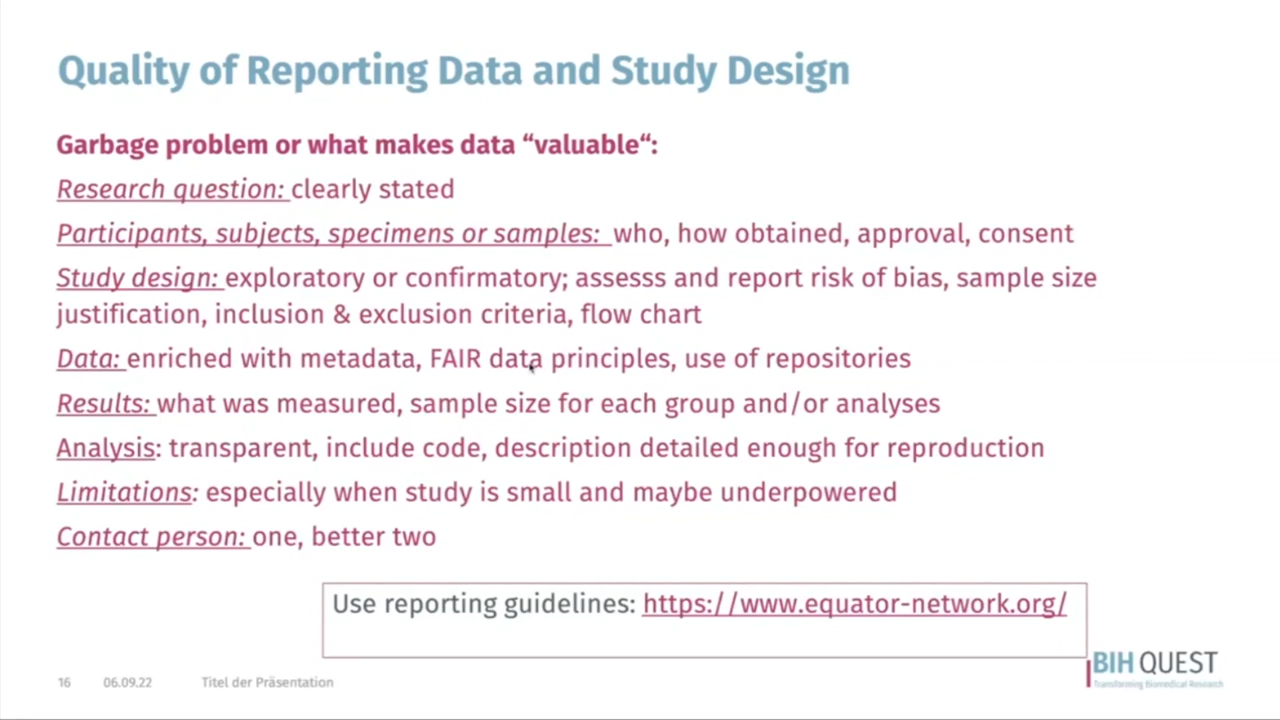 Quality of Reporting Data and Study Design
Garbage problem or what makes data “valuable“:
Research question: clearly stated
Participants, subjects, specimens or samples: who, how obtained, approval, consent
Study design: exploratory or confirmatory; assesss and report risk of bias, sample size
justification, inclusion & exclusion criteria, flow chart
Data: enriched with metadata, FAIR data principles, use of repositories
Results: what was measured, sample size for each group and/or analyses
Analysis: transparent, include code, description detailed enough for reproduction
Limitations: especially when study is small and maybe underpowered
Contact person: one, better two
Use reporting guidelines: https://www.equator-network.org/
BIH QUEST
Transforming Biomedical Research
16 06.09.22 Titel der Präsentation